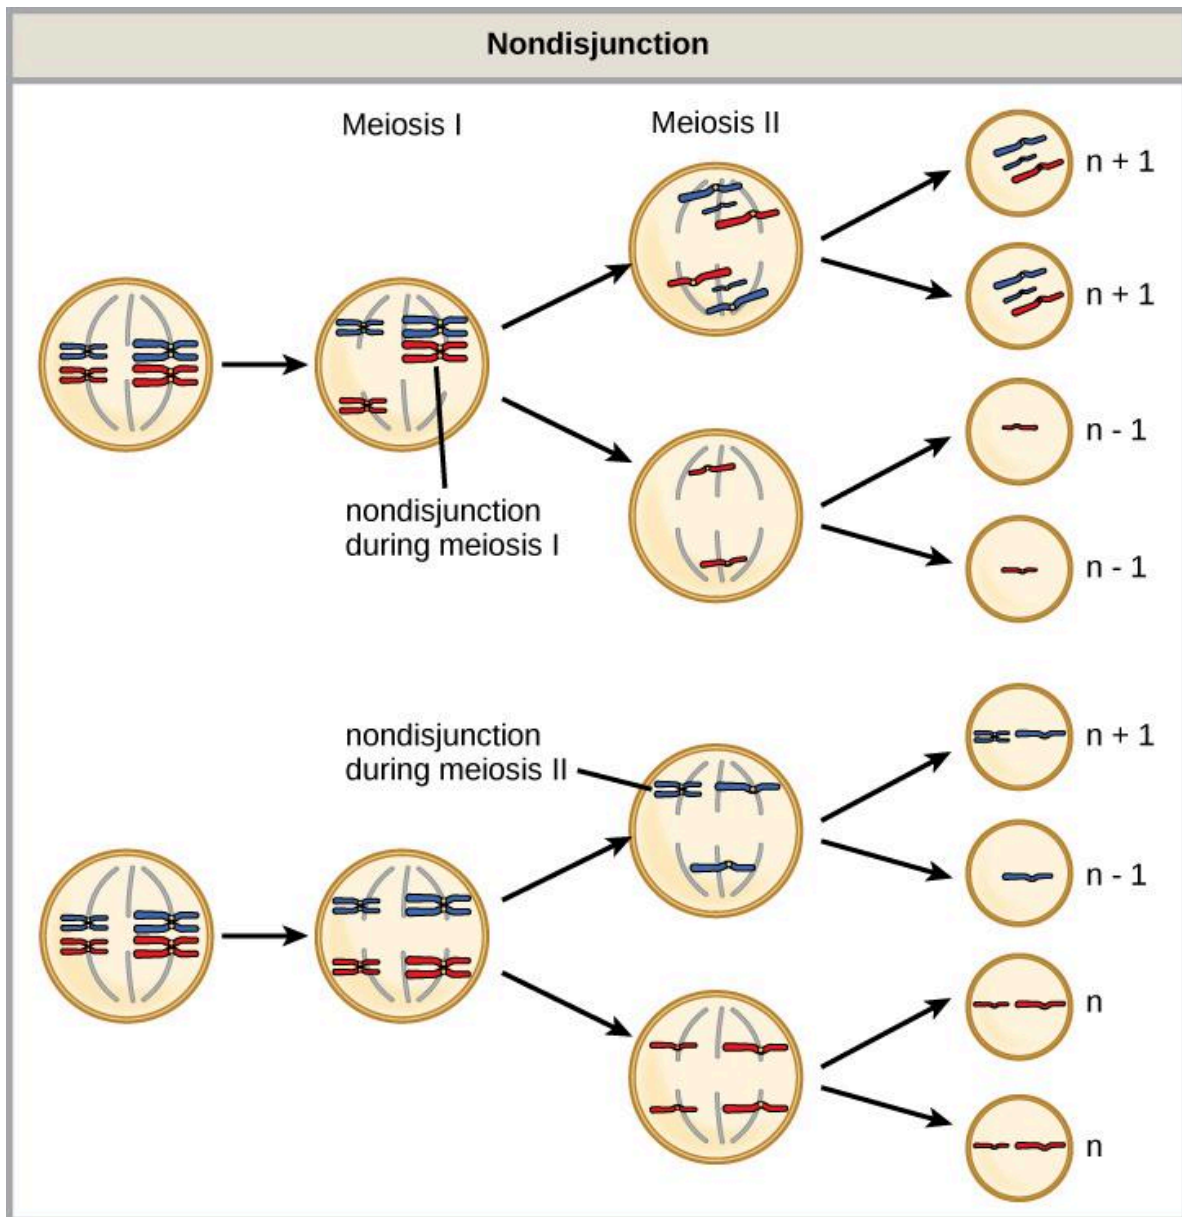 Nondisjunction
Meiosis I
Meiosis II
n + 1
n + 1
nondisjunction
during meiosis I
n - 1
n - 1
nondisjunction
during meiosis II
n + 1
n - 1
n
n